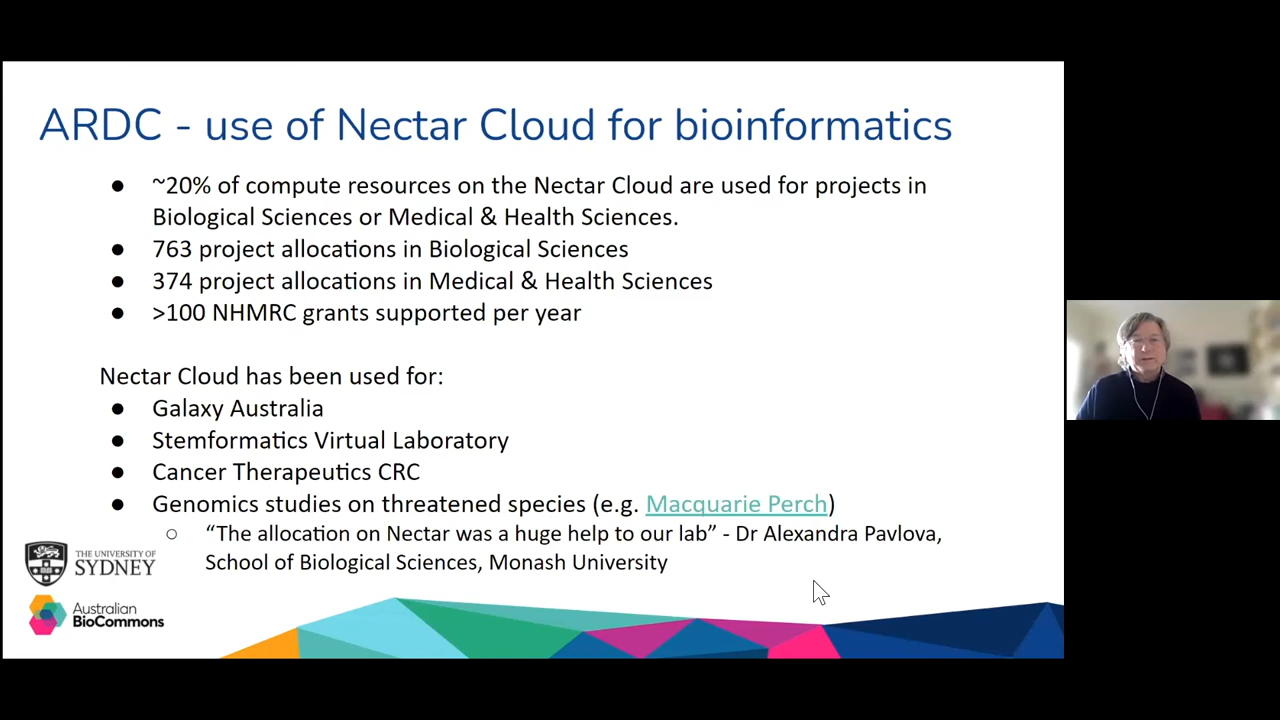 ARDC - use of Nectar Cloud for bioinformatics
● ~20% of compute resources on the Nectar Cloud are used for projects in
Biological Sciences or Medical & Health Sciences.
● 763 project allocations in Biological Sciences
● 374 project allocations in Medical & Health Sciences
● >100 NHMRC grants supported per year
Nectar Cloud has been used for:
● Galaxy Australia
● Stemformatics Virtual Laboratory
● Cancer Therapeutics CRC
● Genomics studies on threatened species (e.g. Macquarie Perch)
○ “The allocation on Nectar was a huge help to our lab” - Dr Alexandra Pavlova,
School of Biological Sciences, Monash University
THE UNIVERSITY OF
SYDNEY
Australian
BioCommons